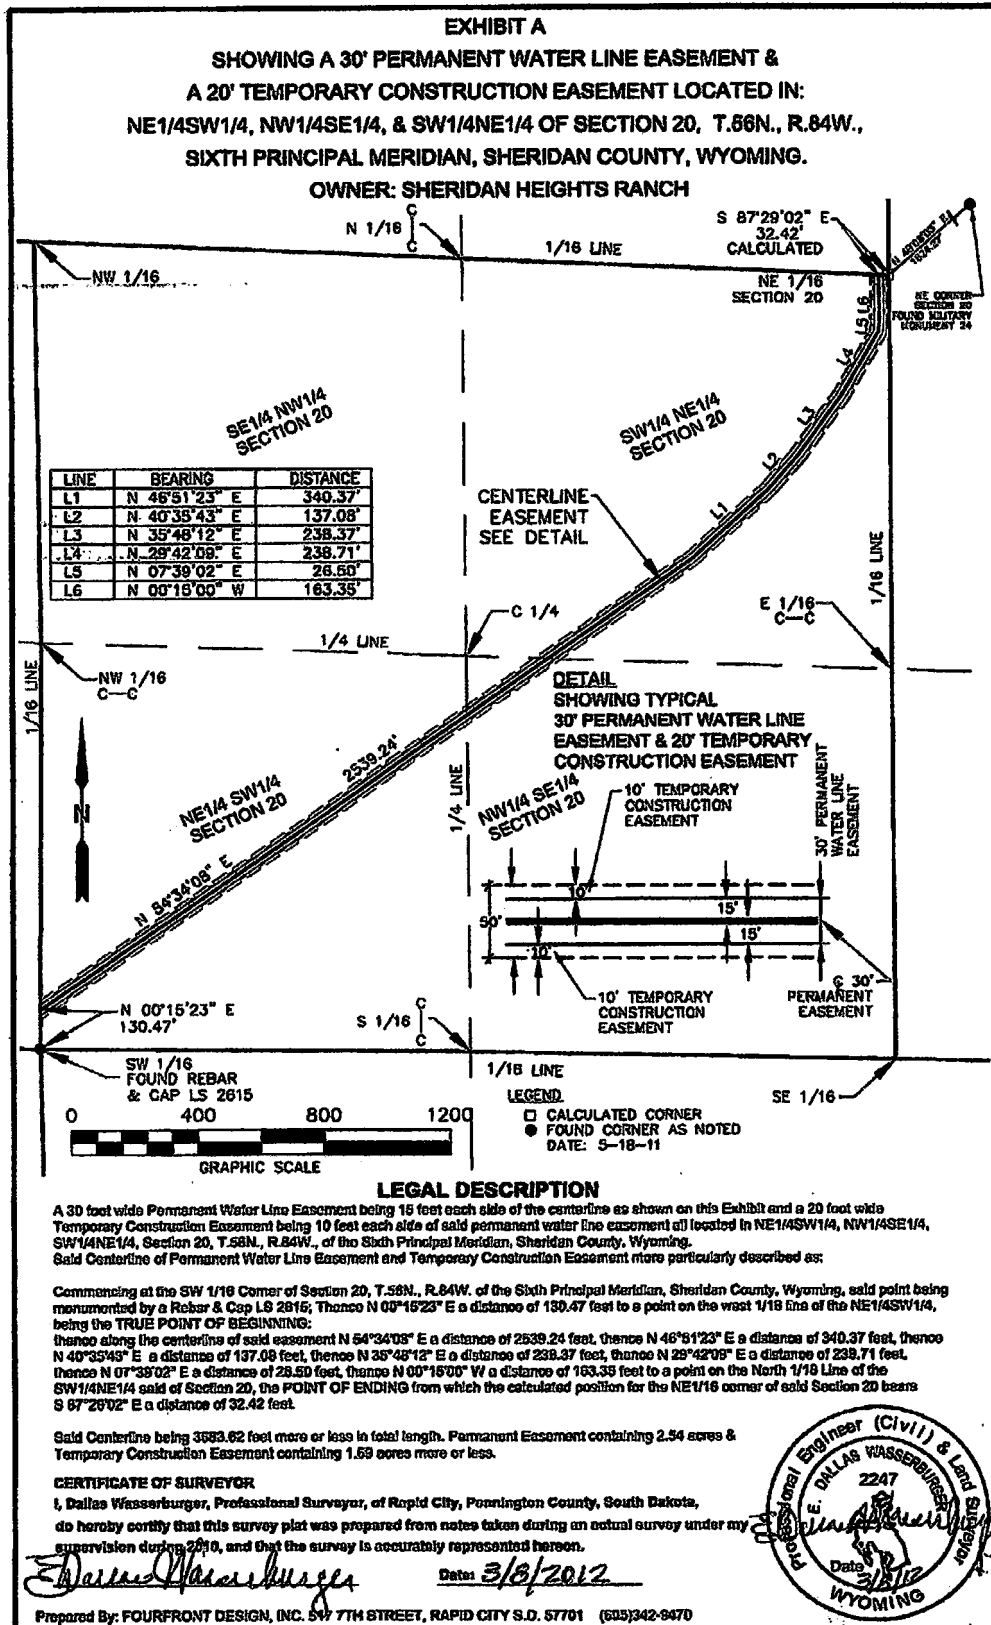 EXHIBIT A
SHOWING A 30' PERMANENT WATER LINE EASEMENT &
A 20' TEMPORARY CONSTRUCTION EASEMENT LOCATED IN:
NE1/4SW1/4, NW1/4SE1/4, & SW1/4NE1/4 OF SECTION 20, T.56N., R.84W.,
SIXTH PRINCIPAL MERIDIAN, SHERIDAN COUNTY, WYOMING.
OWNER: SHERIDAN HEIGHTS RANCH
N 1/16
C
C
1/16 LINE
S 87°29'02" E
32.42'
CALCULATED
NW 1/16
NE 1/16
SECTION 20
NE CORNER
SECTION 20
FOUND MILITARY
MONUMENT 24
L6
L5
L4
L3
L2
L1
SE1/4 NW1/4
SECTION 20
SW1/4 NE1/4
SECTION 20
LINE BEARING DISTANCE
L1 N 46°51'23" E 340.37'
L2 N 40°35'43" E 137.08'
L3 N 35°48'12" E 238.37'
L4 N 29°42'09" E 238.71'
L5 N 07°39'02" E 26.50'
L6 N 00°15'00" W 163.35'
CENTERLINE
EASEMENT
SEE DETAIL
1/16 LINE
C 1/4
E 1/16
C-C
1/4 LINE
NW 1/16
C-C
1/16 LINE
DETAIL
SHOWING TYPICAL
30' PERMANENT WATER LINE
EASEMENT & 20' TEMPORARY
CONSTRUCTION EASEMENT
N
2539.24'
N 54°34'08" E
NE1/4 SW1/4
SECTION 20
1/4 LINE
NW1/4 SE1/4
SECTION 20
10' TEMPORARY
CONSTRUCTION
EASEMENT
30' PERMANENT
WATER LINE
EASEMENT
10'
15'
50'
15'
10'
10' TEMPORARY
CONSTRUCTION
EASEMENT
℄ 30'
PERMANENT
EASEMENT
N 00°15'23" E
130.47'
S 1/16
C
C
SW 1/16
FOUND REBAR
& CAP LS 2615
1/16 LINE
SE 1/16
0 400 800 1200
GRAPHIC SCALE
LEGEND
CALCULATED CORNER
FOUND CORNER AS NOTED
DATE: 5-18-11
LEGAL DESCRIPTION
A 30 foot wide Permanent Water Line Easement being 15 feet each side of the centerline as shown on this Exhibit and a 20 foot wide
Temporary Construction Easement being 10 feet each side of said permanent water line easement all located in NE1/4SW1/4, NW1/4SE1/4,
SW1/4NE1/4, Section 20, T.56N., R.84W., of the Sixth Principal Meridian, Sheridan County, Wyoming.
Said Centerline of Permanent Water Line Easement and Temporary Construction Easement more particularly described as:
Commencing at the SW 1/16 Corner of Section 20, T.56N., R.84W. of the Sixth Principal Meridian, Sheridan County, Wyoming, said point being
monumented by a Rebar & Cap LS 2615; Thence N 00°15'23" E a distance of 130.47 feet to a point on the west 1/16 line of the NE1/4SW1/4,
being the TRUE POINT OF BEGINNING:
thence along the centerline of said easement N 54°34'08" E a distance of 2539.24 feet, thence N 46°51'23" E a distance of 340.37 feet, thence
N 40°35'43" E a distance of 137.08 feet, thence N 35°48'12" E a distance of 238.37 feet, thence N 29°42'09" E a distance of 238.71 feet,
thence N 07°39'02" E a distance of 26.50 feet, thence N 00°15'00" W a distance of 163.35 feet to a point on the North 1/16 Line of the
SW1/4NE1/4 said of Section 20, the POINT OF ENDING from which the calculated position for the NE1/16 corner of said Section 20 bears
S 87°29'02" E a distance of 32.42 feet.
Said Centerline being 3683.62 feet more or less in total length. Permanent Easement containing 2.54 acres &
Temporary Construction Easement containing 1.69 acres more or less.
CERTIFICATE OF SURVEYOR
I, Dallas Wasserburger, Professional Surveyor, of Rapid City, Pennington County, South Dakota,
do hereby certify that this survey plat was prepared from notes taken during an actual survey under my
supervision during 2010, and that the survey is accurately represented hereon.
E Dallas Wasserburger
Date: 3/8/2012
Prepared By: FOURFRONT DESIGN, INC. 517 7TH STREET, RAPID CITY S.D. 57701 (605)342-9470
Professional Engineer (Civil) & Land Surveyor
E. DALLAS WASSERBURGER
2247
Date
3/8/12
WYOMING